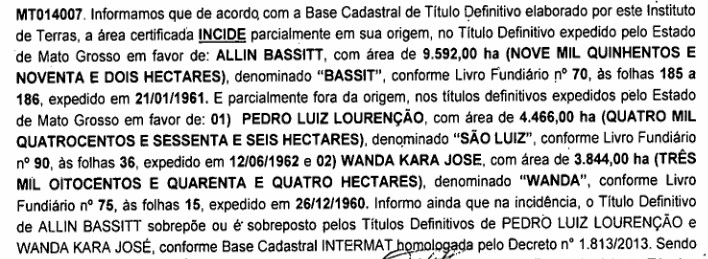 MT014007. Informamos que de acordo com a Base Cadastral de Título Definitivo elaborado por este Instituto
de Terras, a área certificada INCIDE parcialmente em sua origem, no Título Definitivo expedido pelo Estado
de Mato Grosso em favor de: ALLIN BASSITT, com área de 9.592,00 ha (NOVE MIL QUINHENTOS E
NOVENTA E DOIS HECTARES), denominado "BASSIT", conforme Livro Fundiário nº 70, às folhas 185 a
186, expedido em 21/01/1961. E parcialmente fora da origem, nos títulos definitivos expedidos pelo Estado
de Mato Grosso em favor de: 01) PEDRO LUIZ LOURENÇÃO, com área de 4.466,00 ha (QUATRO MIL
QUATROCENTOS E SESSENTA E SEIS HECTARES), denominado "SÃO LUIZ", conforme Livro Fundiário
nº 90, às folhas 36, expedido em 12/06/1962 e 02) WANDA KARA JOSE, com área de 3.844,00 ha (TRÊS
MIL OITOCENTOS E QUARENTA E QUATRO HECTARES), denominado "WANDA", conforme Livro
Fundiário nº 75, às folhas 15, expedido em 26/12/1960. Informo ainda que na incidência, o Título Definitivo
de ALLIN BASSITT sobrepõe ou é sobreposto pelos Títulos Definitivos de PEDRO LUIZ LOURENÇÃO e
WANDA KARA JOSÉ, conforme Base Cadastral INTERMAT homologada pelo Decreto nº 1.813/2013. Sendo